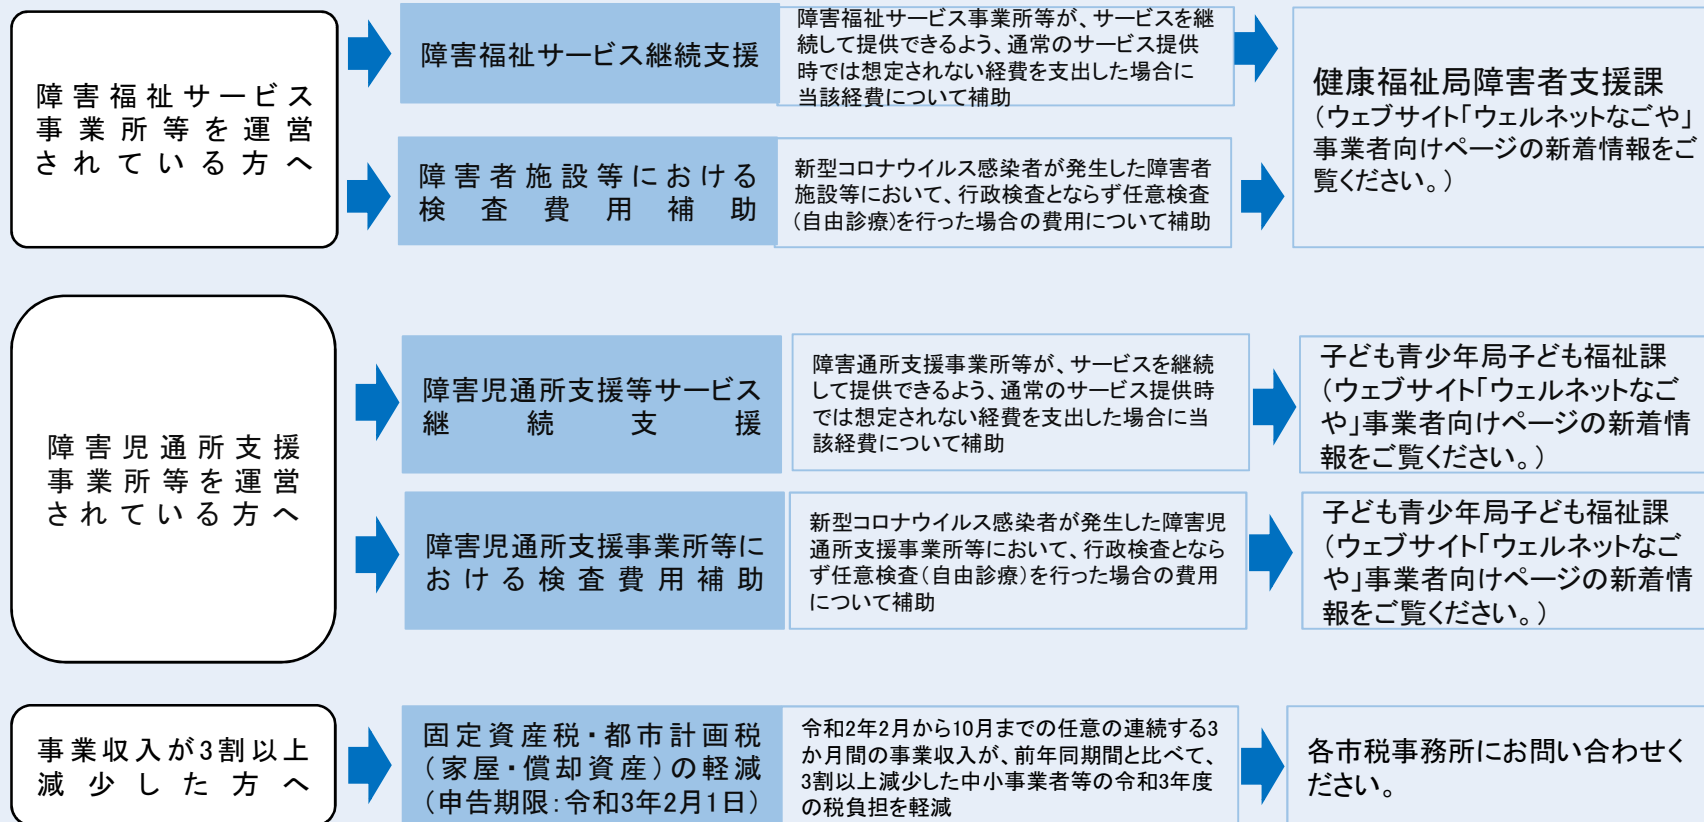 障害福祉サービス
事業所等を運営
されている方へ
障害福祉サービス継続支援
障害福祉サービス事業所等が、サービスを継
続して提供できるよう、通常のサービス提供
時では想定されない経費を支出した場合に
当該経費について補助
障害者施設等における
検査費用補助
新型コロナウイルス感染者が発生した障害者
施設等において、行政検査とならず任意検査
(自由診療)を行った場合の費用について補助
健康福祉局障害者支援課
(ウェブサイト「ウェルネットなごや」
事業者向けページの新着情報をご
覧ください。)
障害児通所支援
事業所等を運営
されている方へ
障害児通所支援等サービス
継続支援
障害通所支援事業所等が、サービスを継続
して提供できるよう、通常のサービス提供時
では想定されない経費を支出した場合に当
該経費について補助
子ども青少年局子ども福祉課
(ウェブサイト「ウェルネットなご
や」事業者向けページの新着情
報をご覧ください。)
障害児通所支援事業所等に
おける検査費用補助
新型コロナウイルス感染者が発生した障害児
通所支援事業所等において、行政検査となら
ず任意検査(自由診療)を行った場合の費用
について補助
子ども青少年局子ども福祉課
(ウェブサイト「ウェルネットなご
や」事業者向けページの新着情
報をご覧ください。)
事業収入が3割以上
減少した方へ
固定資産税・都市計画税
(家屋・償却資産)の軽減
(申告期限:令和3年2月1日)
令和2年2月から10月までの任意の連続する3
か月間の事業収入が、前年同期間と比べて、
3割以上減少した中小事業者等の令和3年度
の税負担を軽減
各市税事務所にお問い合わせく
ださい。